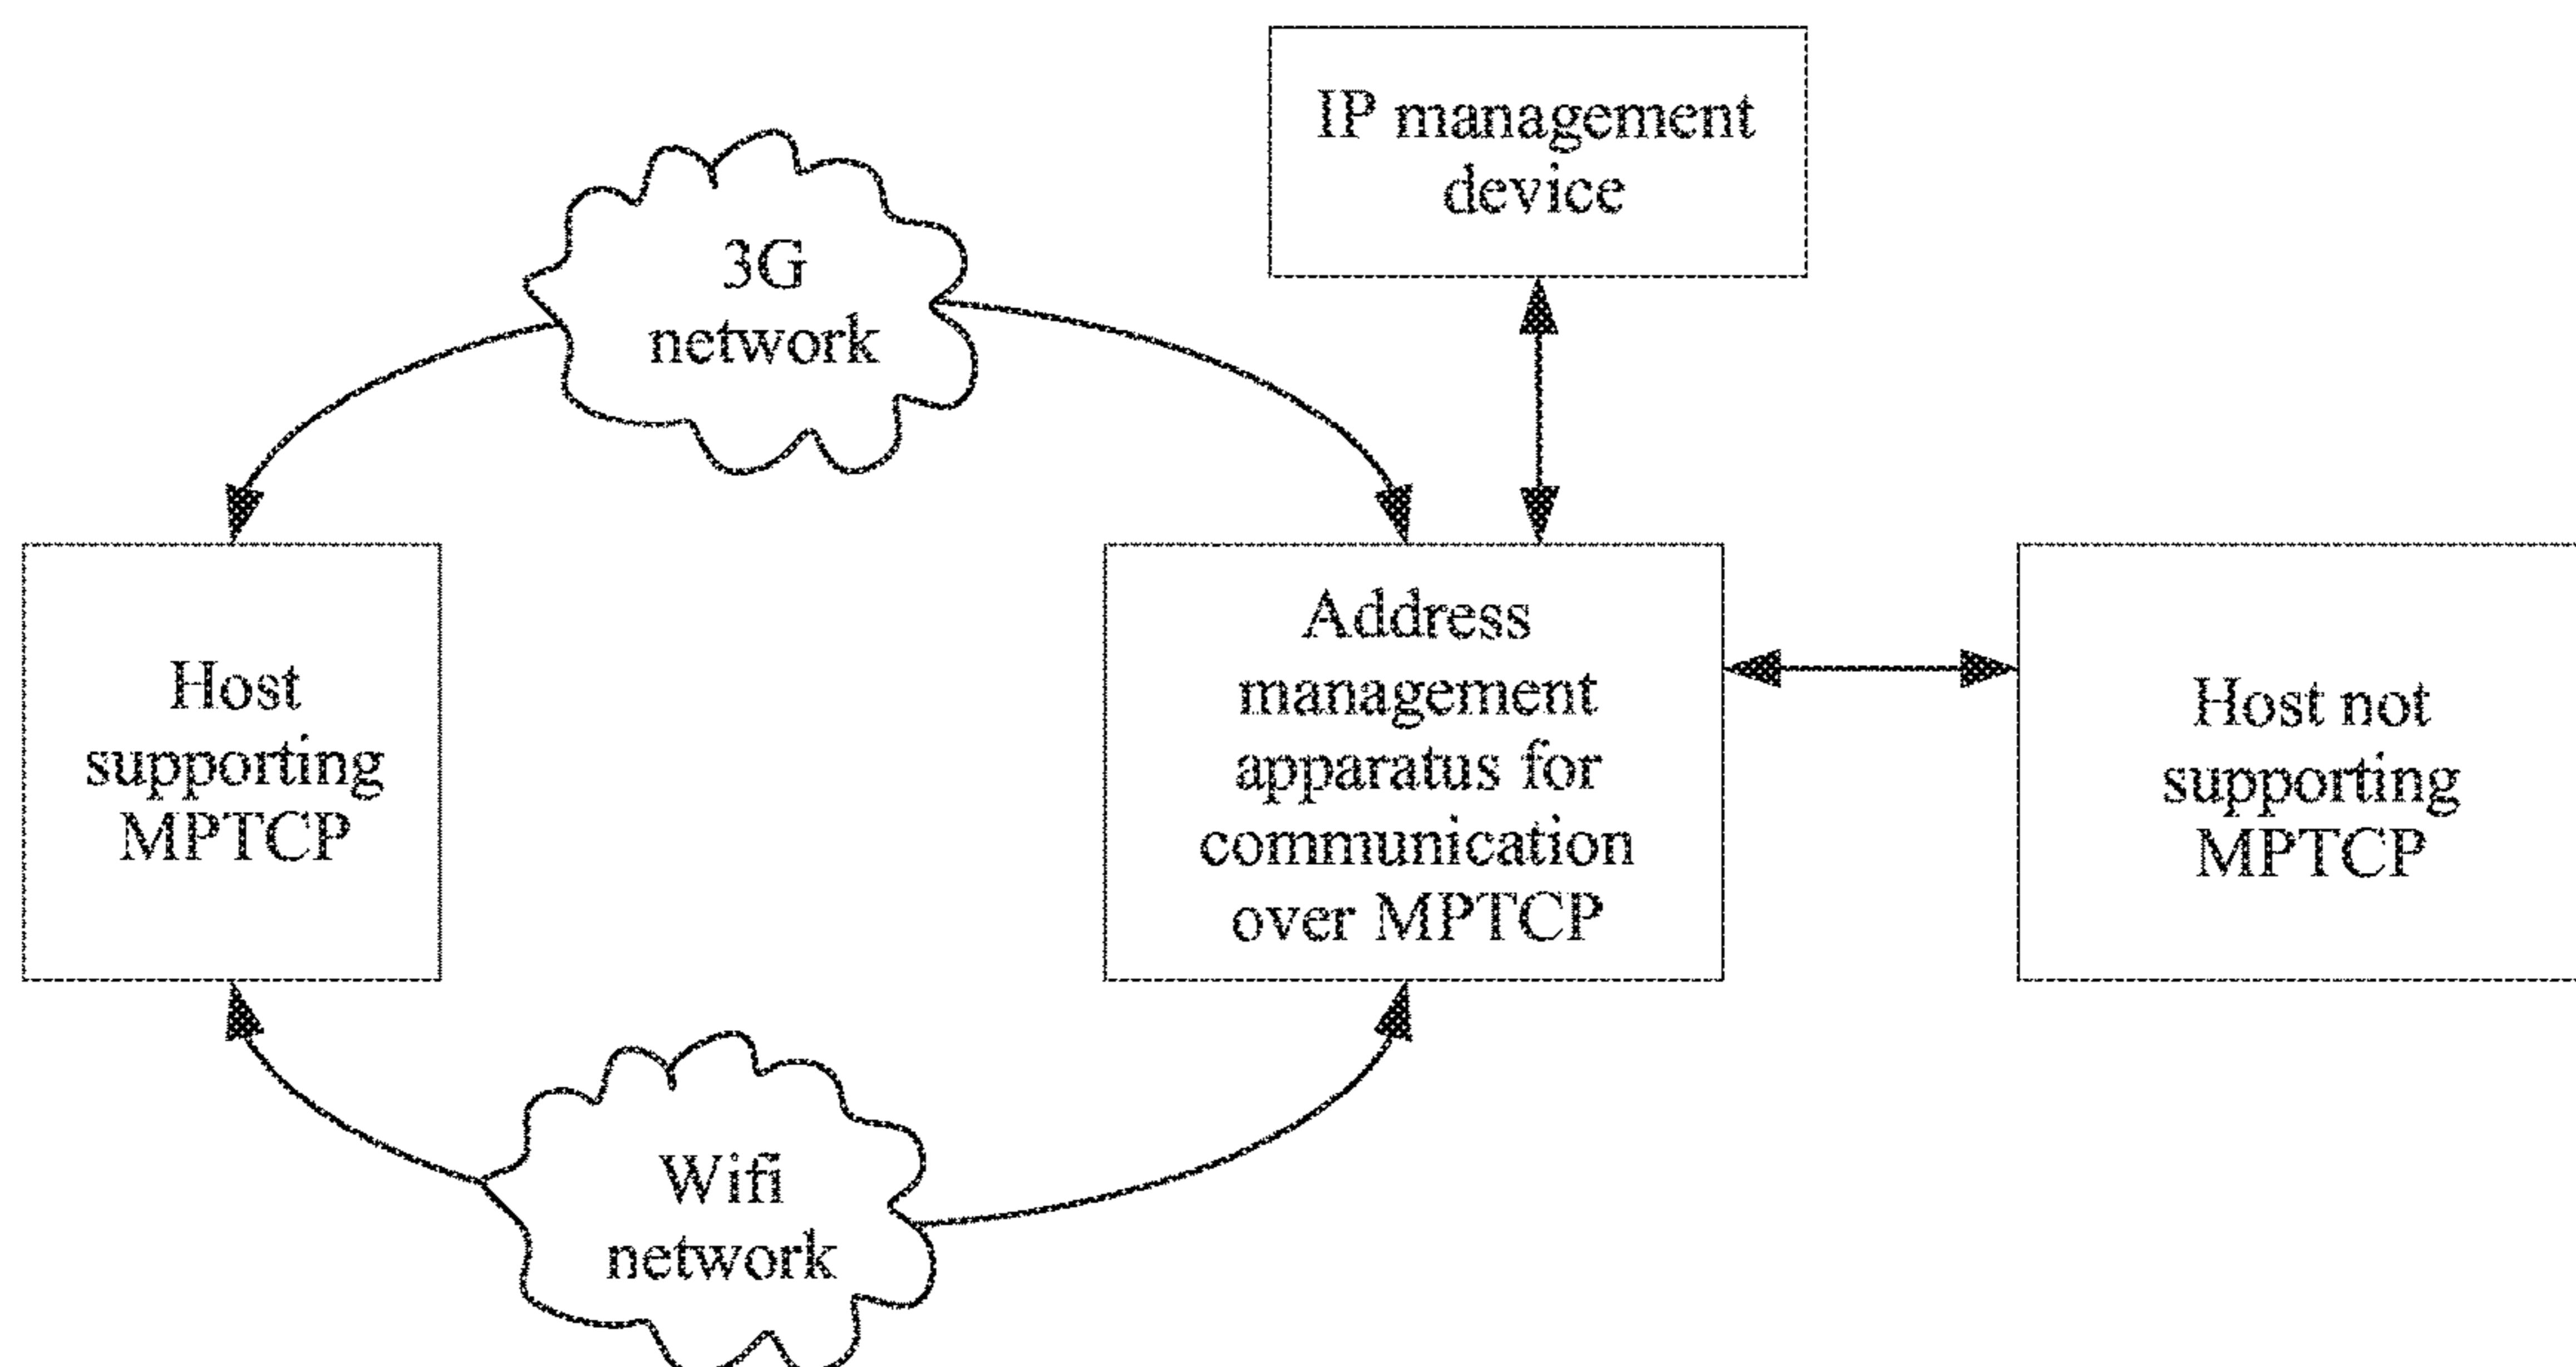 IP management
device
3G
network
Host
supporting
MPTCP
Address
management
apparatus for
communication
over MPTCP
Host not
supporting
MPTCP
Wifi
network